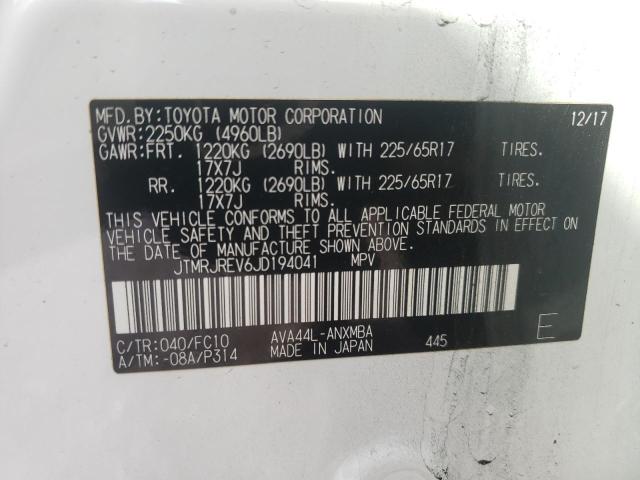 MFD.BY:TOYOTA MOTOR CORPORATION 12/17
GVWR:2250KG (4960LB)
GAWR:FRT. 1220KG (2690LB) WITH 225/65R17 TIRES.
17X7J RIMS.
RR. 1220KG (2690LB) WITH 225/65R17 TIRES.
17X7J RIMS.
THIS VEHICLE CONFORMS TO ALL APPLICABLE FEDERAL MOTOR
VEHICLE SAFETY AND THEFT PREVENTION STANDARDS IN EFFECT ON
THE DATE OF MANUFACTURE SHOWN ABOVE.
JTMRJREV6JD194041 MPV
C/TR:040/FC10 AVA44L-ANXMBA
A/TM:-08A/P314 MADE IN JAPAN 445 E